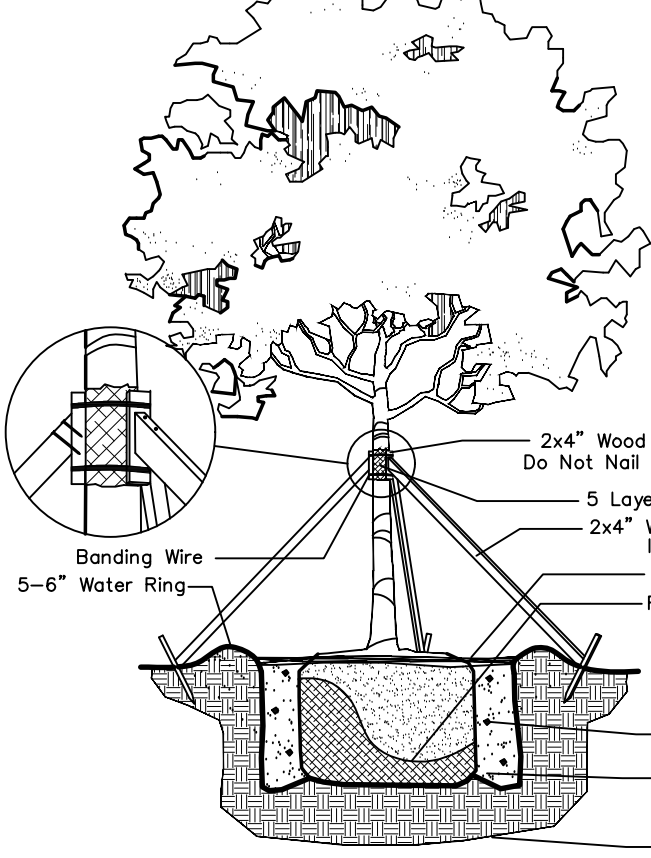 2x4” Wood
Do Not Nail
5 Laye
2x4” W
Banding Wire
5-6” Water Ring